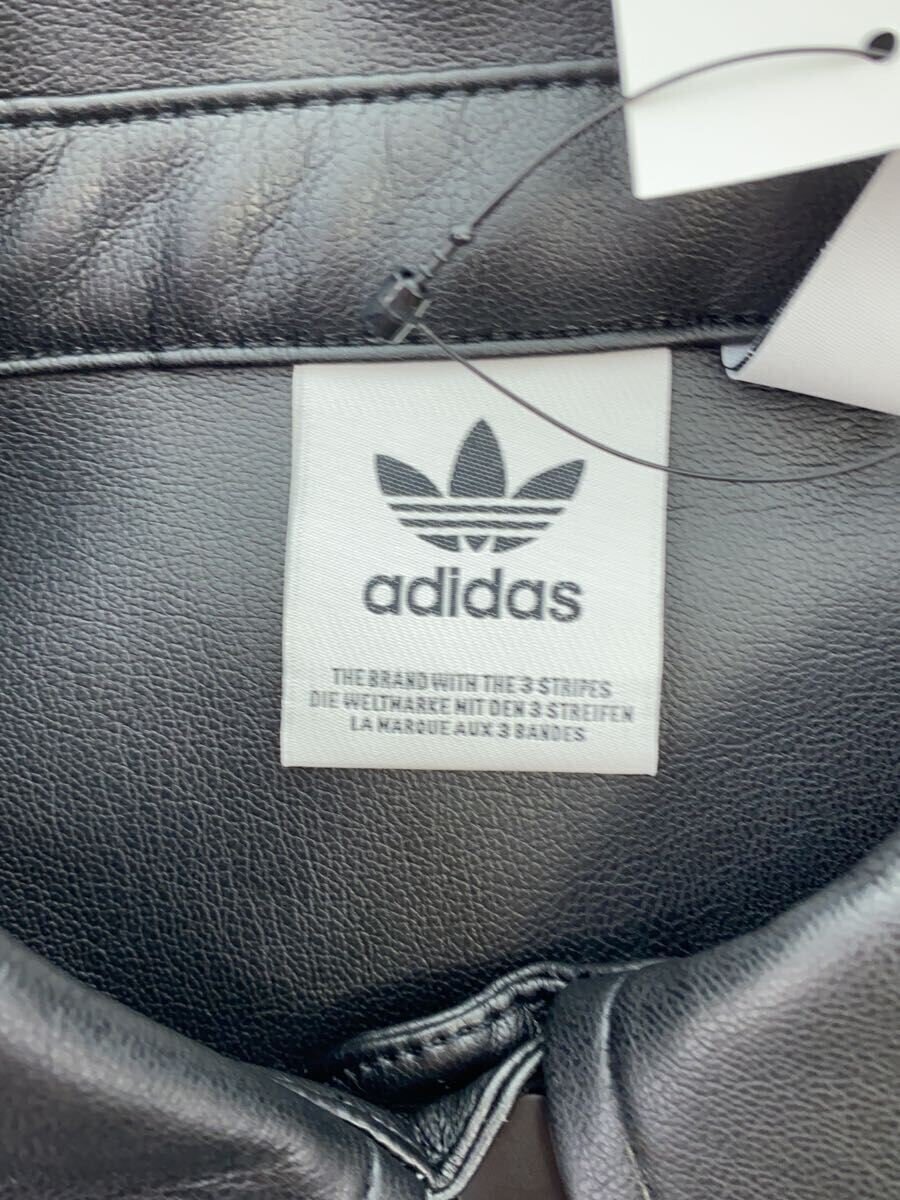 adidas
THE BRAND WITH THE 3 STRIPES
DIE WELTMARKE MIT DEN 3 STREIFEN
LA MARQUE AUX 3 BANDES